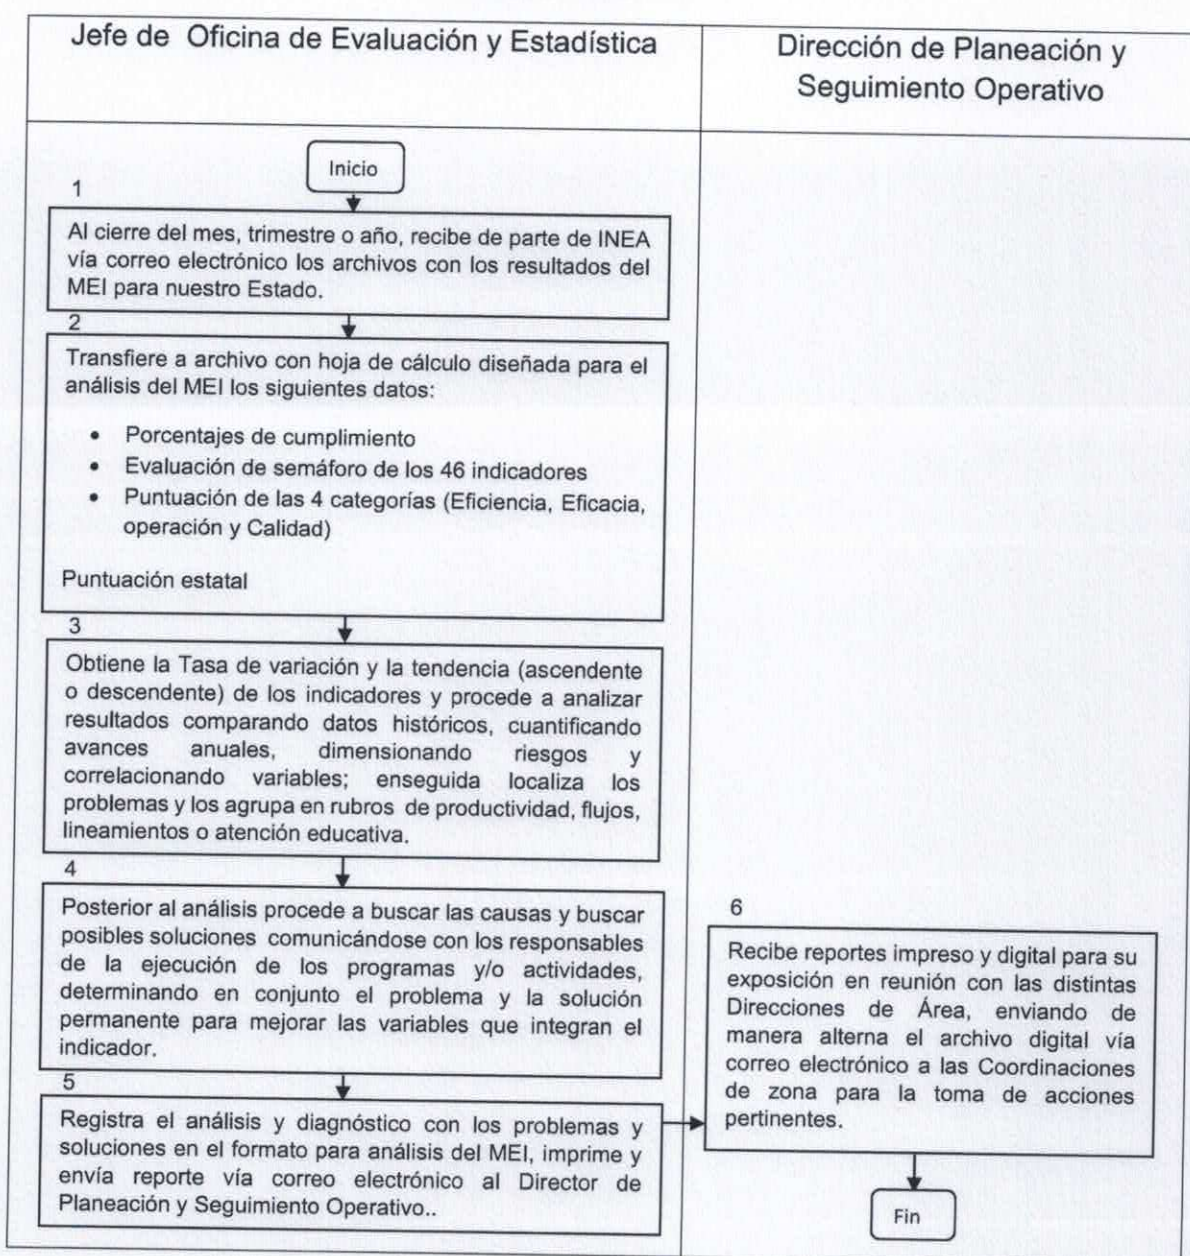 Jefe de Oficina de Evaluación y Estadística
Dirección de Planeación y
Seguimiento Operativo
Inicio
1
Al cierre del mes, trimestre o año, recibe de parte de INEA
vía correo electrónico los archivos con los resultados del
MEI para nuestro Estado.
2
Transfiere a archivo con hoja de cálculo diseñada para el
análisis del MEI los siguientes datos:
• Porcentajes de cumplimiento
• Evaluación de semáforo de los 46 indicadores
• Puntuación de las 4 categorías (Eficiencia, Eficacia,
operación y Calidad)
Puntuación estatal
3
Obtiene la Tasa de variación y la tendencia (ascendente
o descendente) de los indicadores y procede a analizar
resultados comparando datos históricos, cuantificando
avances anuales, dimensionando riesgos y
correlacionando variables; enseguida localiza los
problemas y los agrupa en rubros de productividad, flujos,
lineamientos o atención educativa.
4
Posterior al análisis procede a buscar las causas y buscar
posibles soluciones comunicándose con los responsables
de la ejecución de los programas y/o actividades,
determinando en conjunto el problema y la solución
permanente para mejorar las variables que integran el
indicador.
5
Registra el análisis y diagnóstico con los problemas y
soluciones en el formato para análisis del MEI, imprime y
envía reporte vía correo electrónico al Director de
Planeación y Seguimiento Operativo..
6
Recibe reportes impreso y digital para su
exposición en reunión con las distintas
Direcciones de Área, enviando de
manera alterna el archivo digital vía
correo electrónico a las Coordinaciones
de zona para la toma de acciones
pertinentes.
Fin